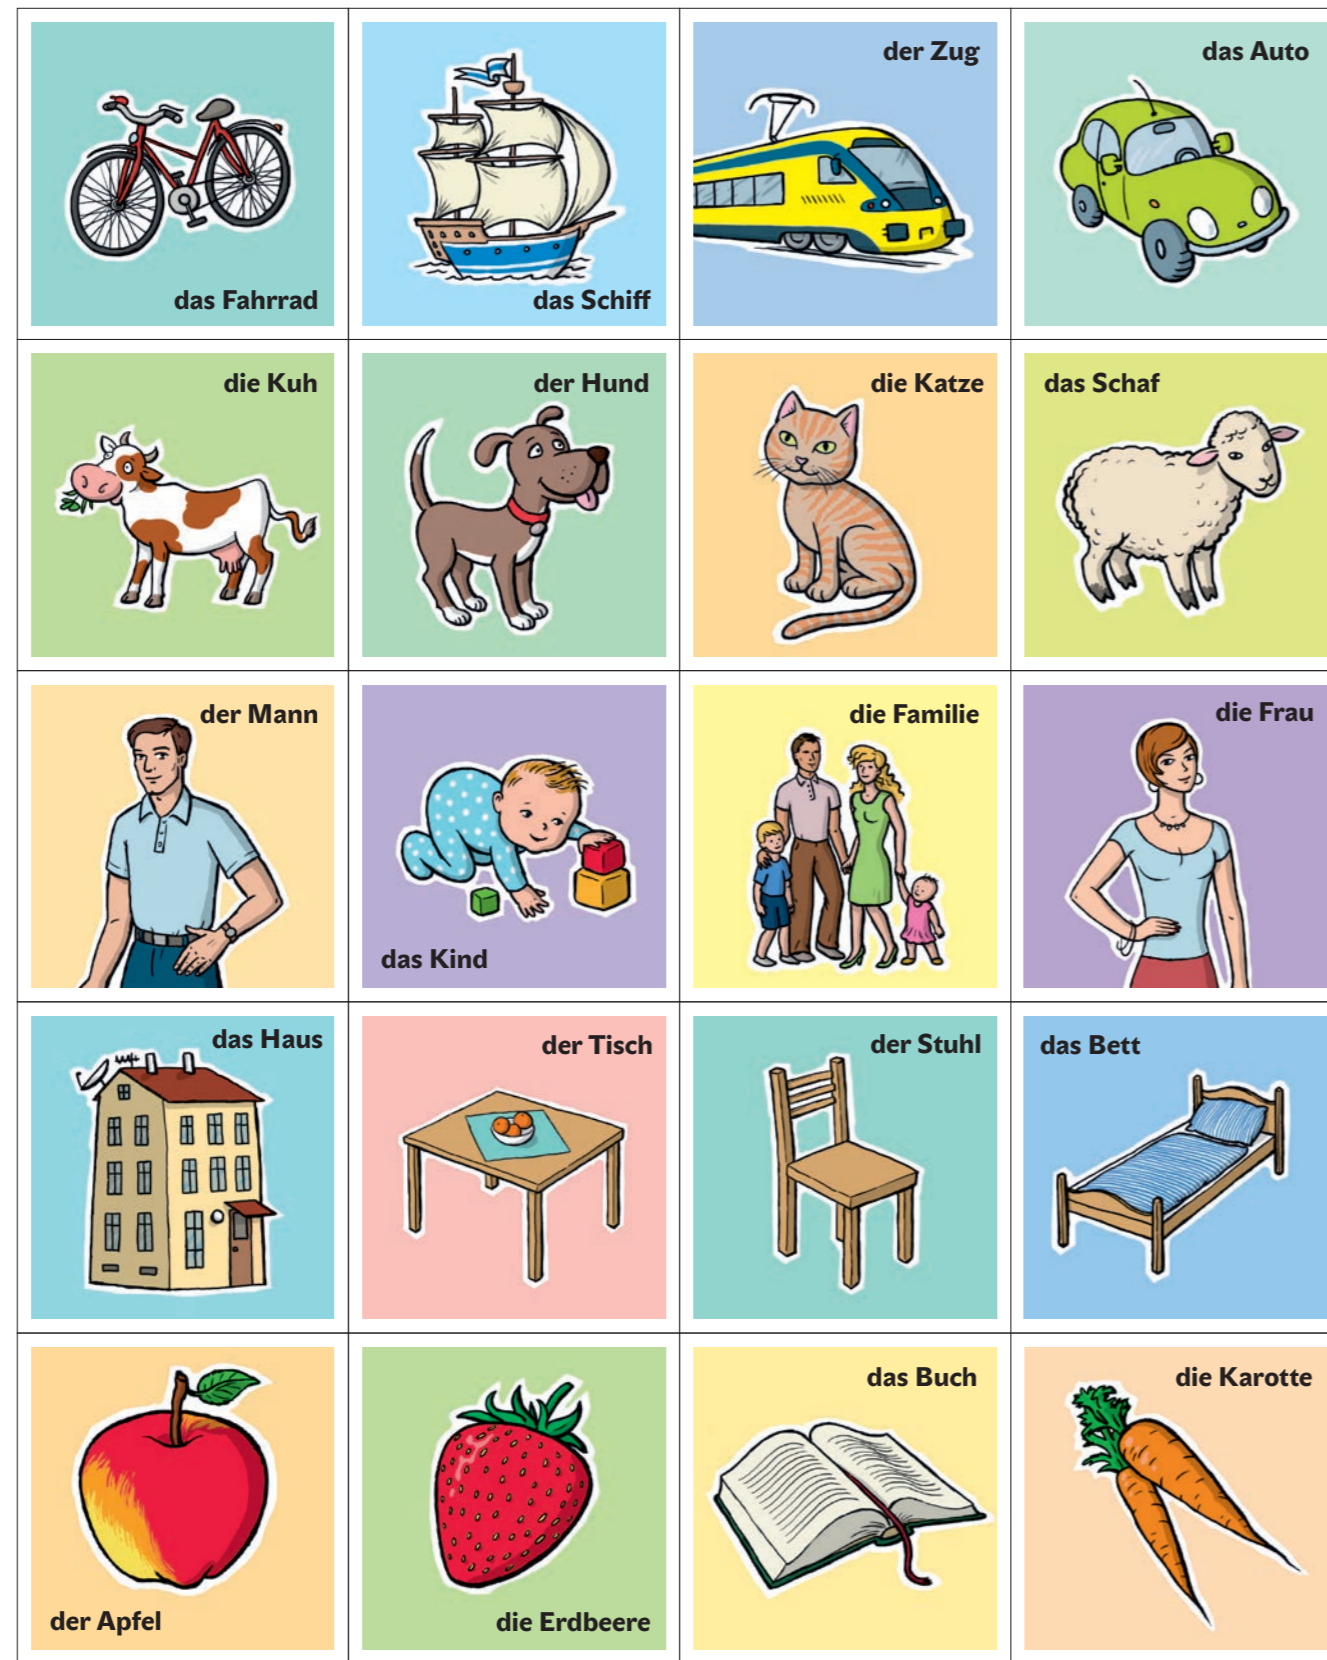 das Fahrrad
das Schiff
der Zug
das Auto
die Kuh
der Hund
die Katze
das Schaf
der Mann
das Kind
die Familie
die Frau
das Haus
der Tisch
der Stuhl
das Bett
der Apfel
die Erdbeere
das Buch
die Karotte